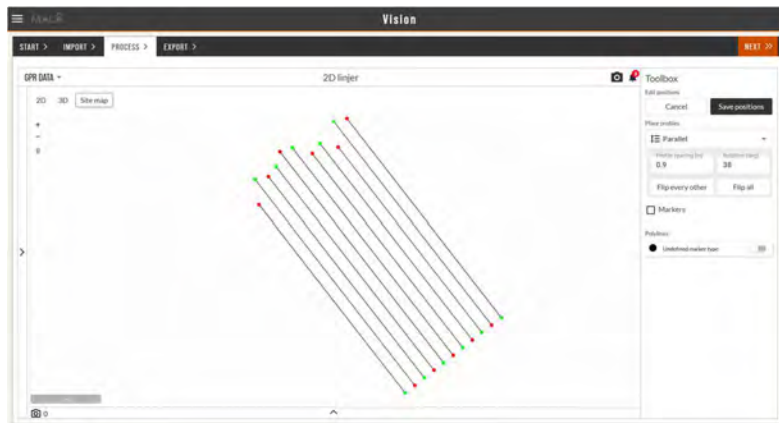 Vision
START > IMPORT > PROCESS > EXPORT > NEXT >>
GPR DATA
2D linjer
Toolbox
2D 3D Site map
Edit positions
Cancel Save positions
Place profiles
Parallel
0.9 38
Flip every other Flip all
Markers
Polylines
Undefined marker type
0